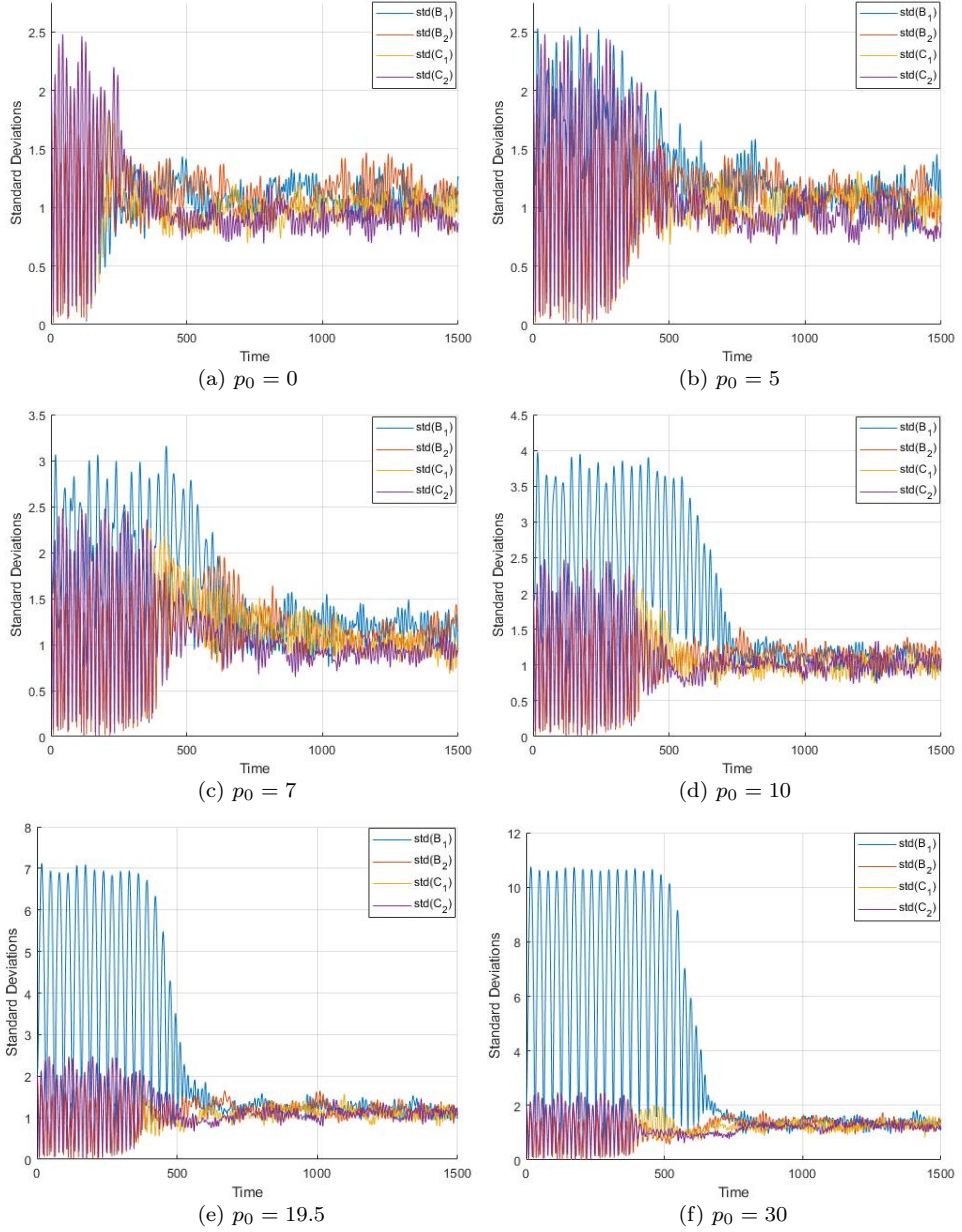 std(B₁)
std(B₂)
std(C₁)
std(C₂)
2.5
2
1.5
1
0.5
0
Standard Deviations
0 500 1000 1500
Time
(a) p₀ = 0
std(B₁)
std(B₂)
std(C₁)
std(C₂)
2.5
2
1.5
1
0.5
0
Standard Deviations
0 500 1000 1500
Time
(b) p₀ = 5
std(B₁)
std(B₂)
std(C₁)
std(C₂)
3.5
3
2.5
2
1.5
1
0.5
0
Standard Deviations
0 500 1000 1500
Time
(c) p₀ = 7
std(B₁)
std(B₂)
std(C₁)
std(C₂)
4.5
4
3.5
3
2.5
2
1.5
1
0.5
0
Standard Deviations
0 500 1000 1500
Time
(d) p₀ = 10
std(B₁)
std(B₂)
std(C₁)
std(C₂)
8
7
6
5
4
3
2
1
0
Standard Deviations
0 500 1000 1500
Time
(e) p₀ = 19.5
std(B₁)
std(B₂)
std(C₁)
std(C₂)
12
10
8
6
4
2
0
Standard Deviations
0 500 1000 1500
Time
(f) p₀ = 30